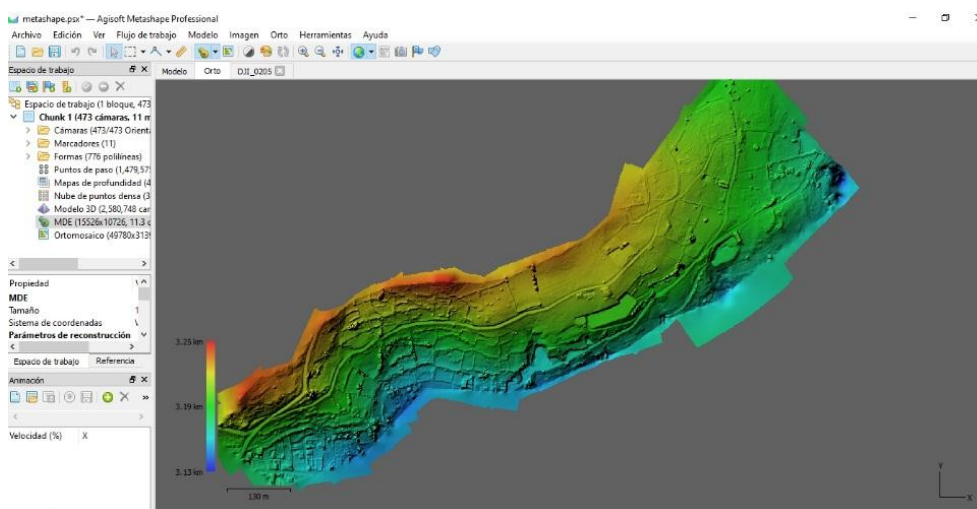 metashape.psx* — Agisoft Metashape Professional
Archivo Edición Ver Flujo de trabajo Modelo Imagen Orto Herramientas Ayuda
Espacio de trabajo
Modelo Orto DJI_0205
Espacio de trabajo (1 bloque, 473
Chunk 1 (473 cámaras, 11 m
Cámaras (473/473 Orient
Marcadores (11)
Formas (776 polilíneas)
Puntos de paso (1,479,57
Mapas de profundidad (4
Nube de puntos densa (3
Modelo 3D (2,580,748 car
MDE (15526x10726, 11.3 c
Ortomosaico (49780x313
Propiedad
MDE
Tamaño 1
Sistema de coordenadas
Parámetros de reconstrucción
Espacio de trabajo Referencia
Animación
Velocidad (%) X
3.25 km
3.19 km
3.13 km
130 m
Y
X